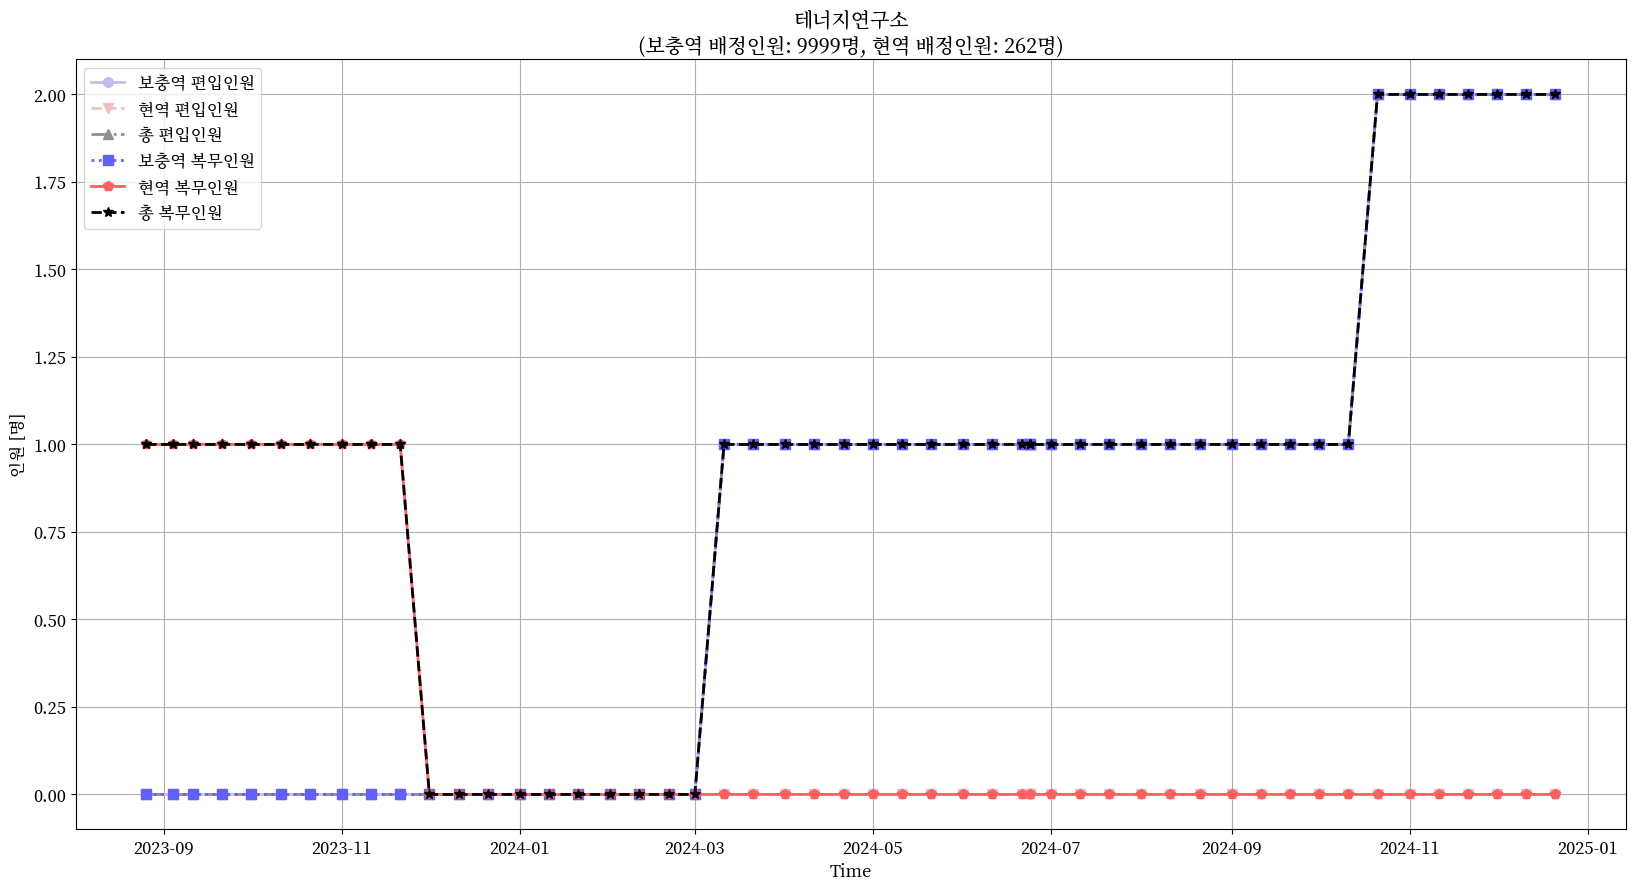 테너지연구소
(보충역 배정인원: 9999명, 현역 배정인원: 262명)
보충역 편입인원
현역 편입인원
총 편입인원
보충역 복무인원
현역 복무인원
총 복무인원
2.00
1.75
1.50
1.25
1.00
0.75
0.50
0.25
0.00
인원 [명]
2023-09 2023-11 2024-01 2024-03 2024-05 2024-07 2024-09 2024-11 2025-01
Time